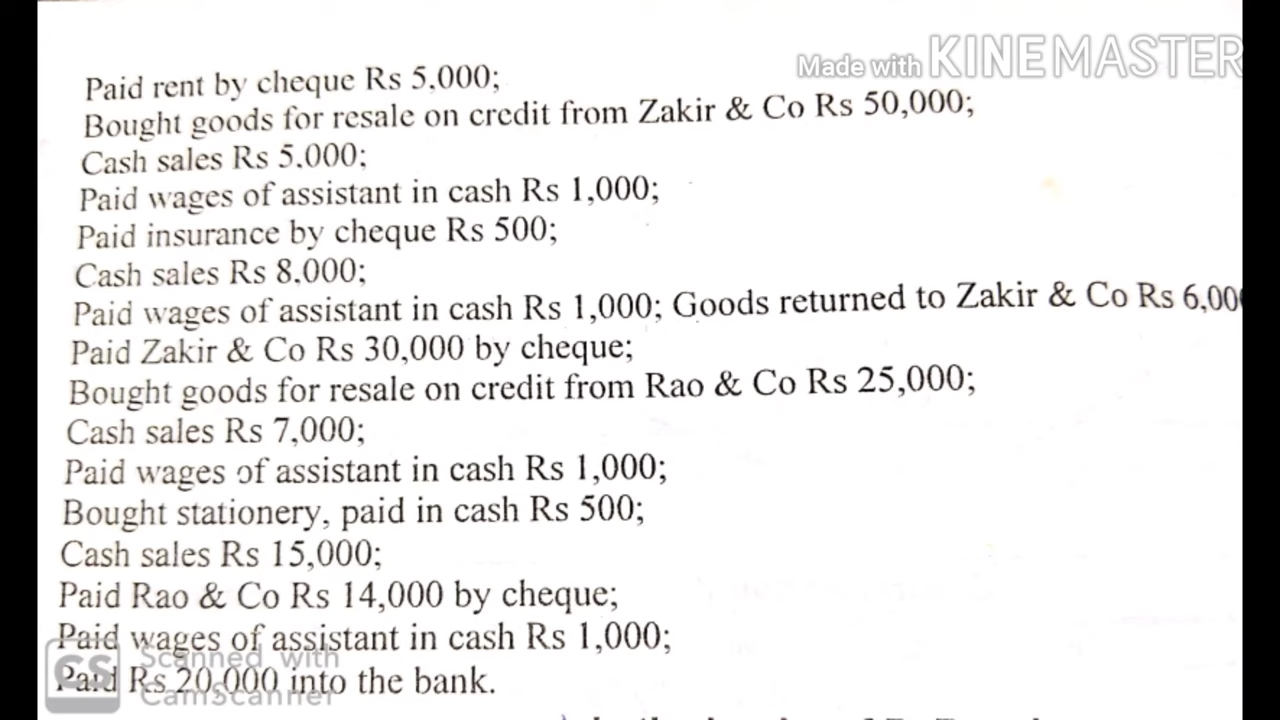 Made with KINEMASTER
Paid rent by cheque Rs 5,000;
Bought goods for resale on credit from Zakir & Co Rs 50,000;
Cash sales Rs 5,000;
Paid wages of assistant in cash Rs 1,000;
Paid insurance by cheque Rs 500;
Cash sales Rs 8,000;
Paid wages of assistant in cash Rs 1,000; Goods returned to Zakir & Co Rs 6,00
Paid Zakir & Co Rs 30,000 by cheque;
Bought goods for resale on credit from Rao & Co Rs 25,000;
Cash sales Rs 7,000;
Paid wages of assistant in cash Rs 1,000;
Bought stationery, paid in cash Rs 500;
Cash sales Rs 15,000;
Paid Rao & Co Rs 14,000 by cheque;
Paid wages of assistant in cash Rs 1,000;
Paid Rs 20,000 into the bank.
CS Scanned with
CamScanner